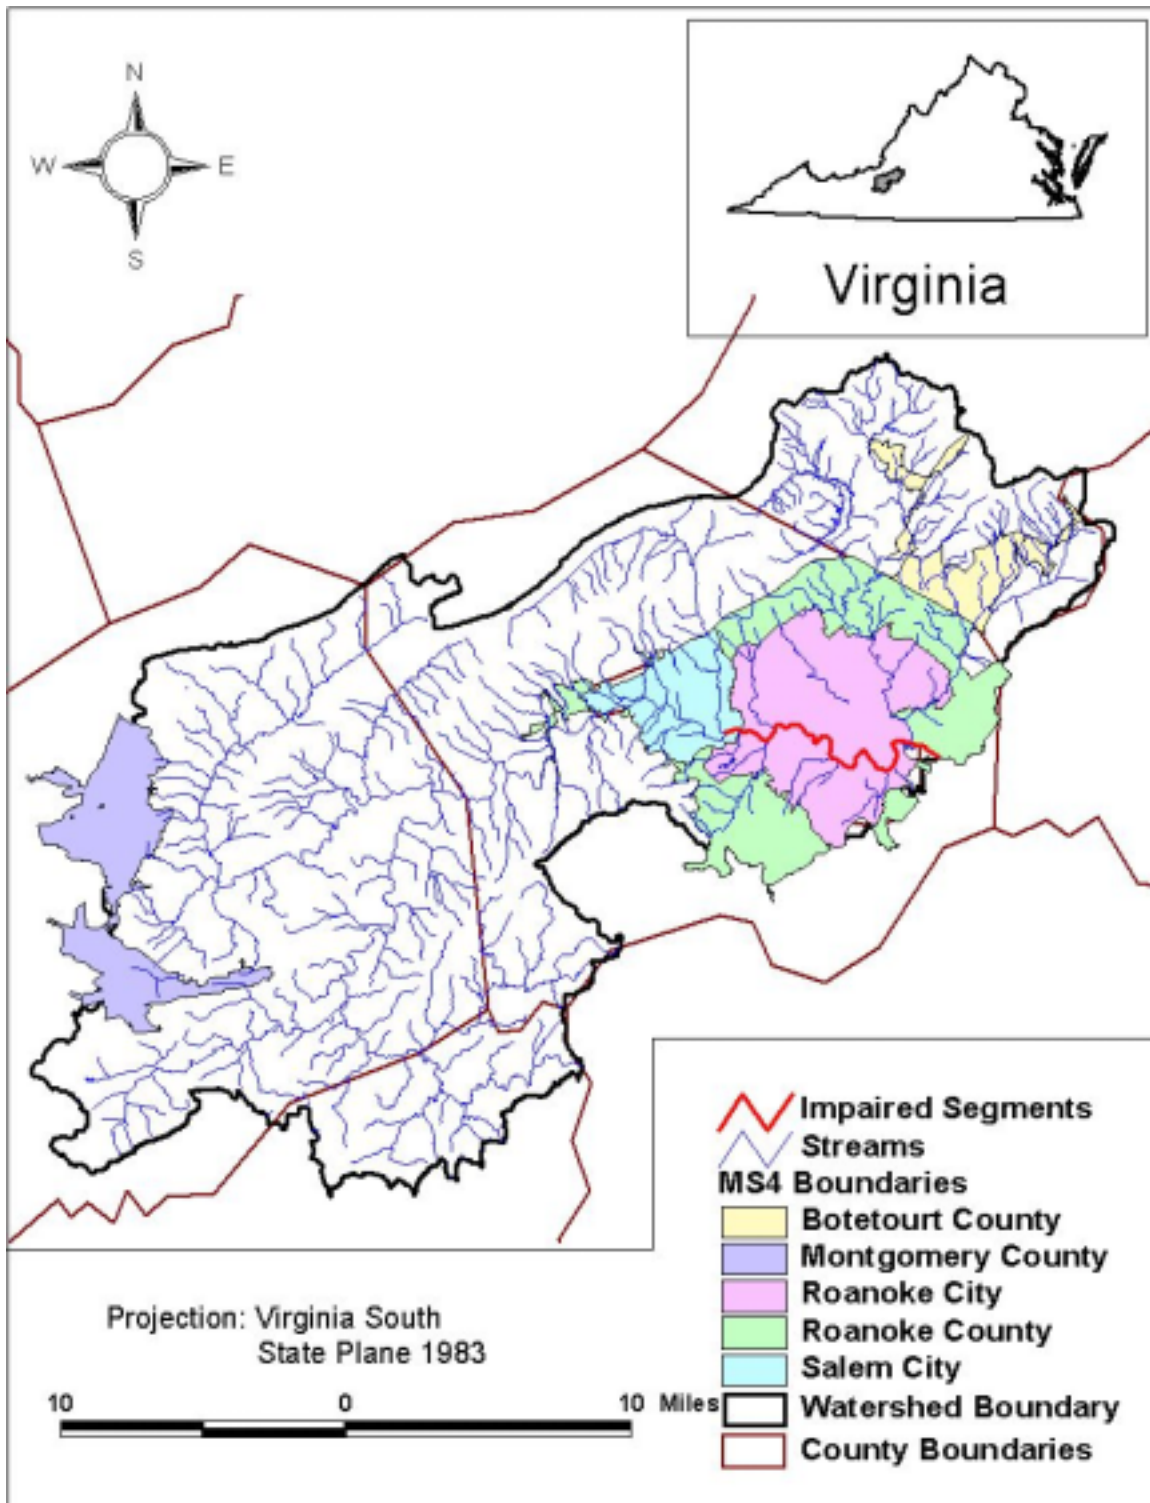 N
W E
S
Virginia
Impaired Segments
Streams
MS4 Boundaries
Botetourt County
Montgomery County
Roanoke City
Roanoke County
Salem City
Watershed Boundary
County Boundaries
Projection: Virginia South
State Plane 1983
10 0 10 Miles